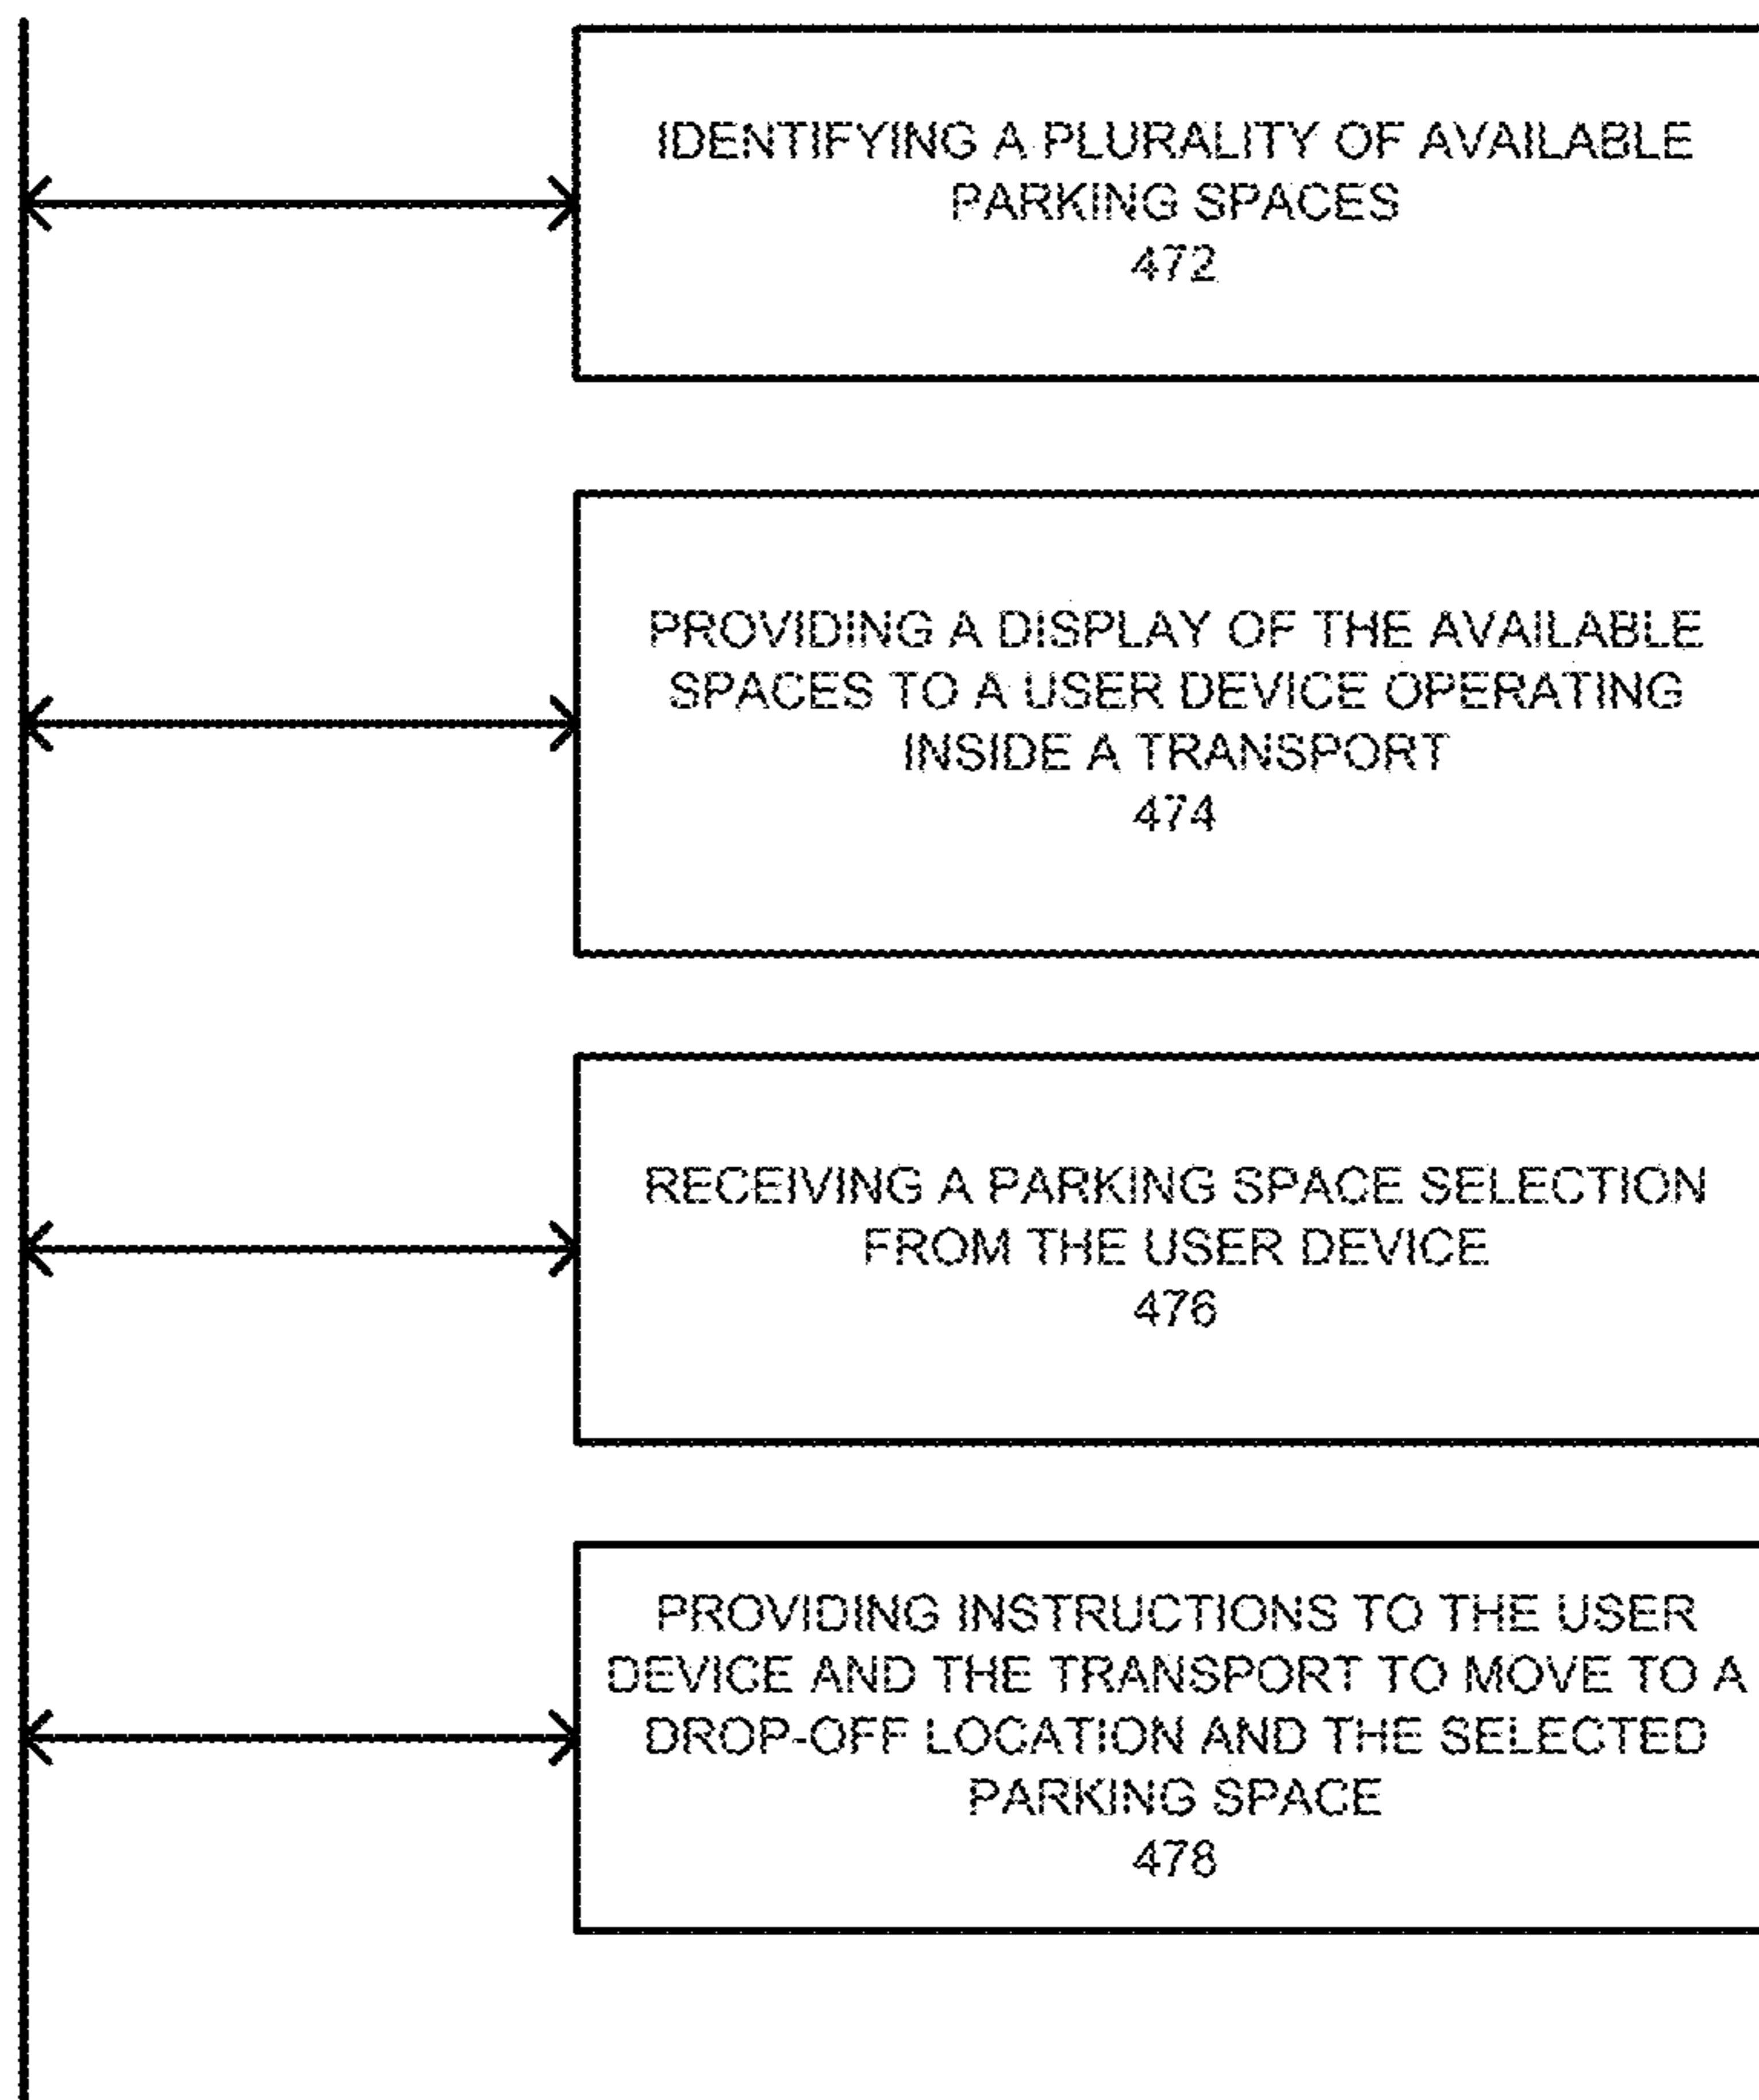 IDENTIFYING A PLURALITY OF AVAILABLE
PARKING SPACES
472
PROVIDING A DISPLAY OF THE AVAILABLE
SPACES TO A USER DEVICE OPERATING
INSIDE A TRANSPORT
474
RECEIVING A PARKING SPACE SELECTION
FROM THE USER DEVICE
476
PROVIDING INSTRUCTIONS TO THE USER
DEVICE AND THE TRANSPORT TO MOVE TO A
DROP-OFF LOCATION AND THE SELECTED
PARKING SPACE
478